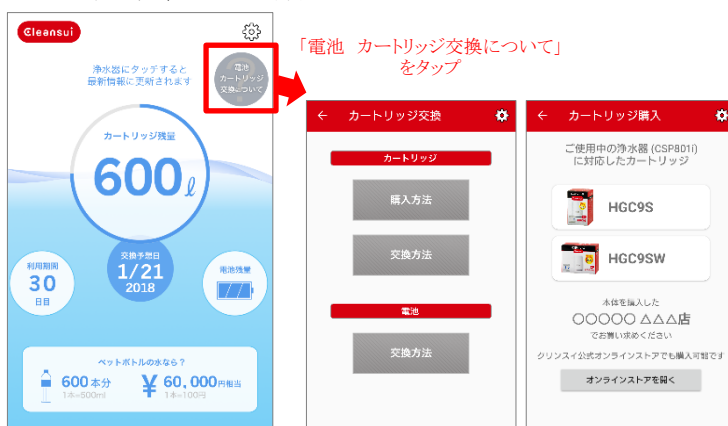 Cleansui
浄水器にタッチすると
最新情報に更新されます
電池
カートリッジ
交換について
カートリッジ残量
600ℓ
利用期間
30
日目
交換予想日
1/21
2018
電池残量
ペットボトルの水なら？
600本分
1本=500ml
¥ 60,000円相当
1本=100円
「電池　カートリッジ交換について」
をタップ
← カートリッジ交換
カートリッジ
購入方法
交換方法
電池
交換方法
← カートリッジ購入
ご使用中の浄水器 (CSP801i)
に対応したカートリッジ
HGC9S
HGC9SW
本体を購入した
〇〇〇〇〇 △△△店
でお買い求めください
クリンスイ公式オンラインストアでも購入可能です
オンラインストアを開く